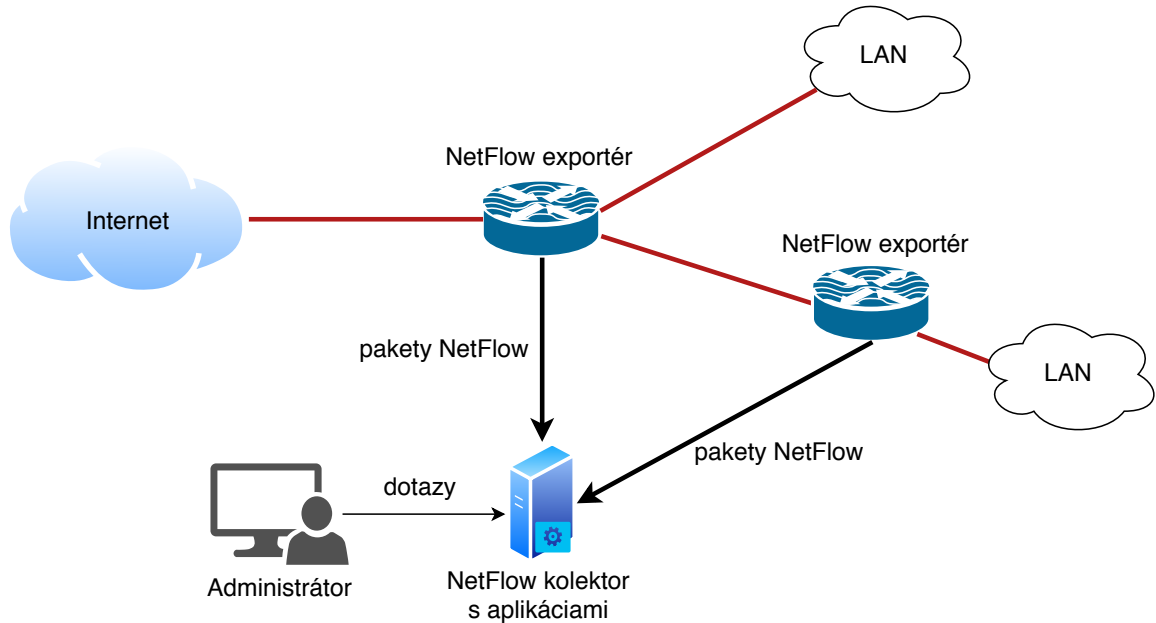 LAN
NetFlow exportér
Internet
NetFlow exportér
pakety NetFlow
LAN
pakety NetFlow
dotazy
Administrátor
NetFlow kolektor
s aplikáciami